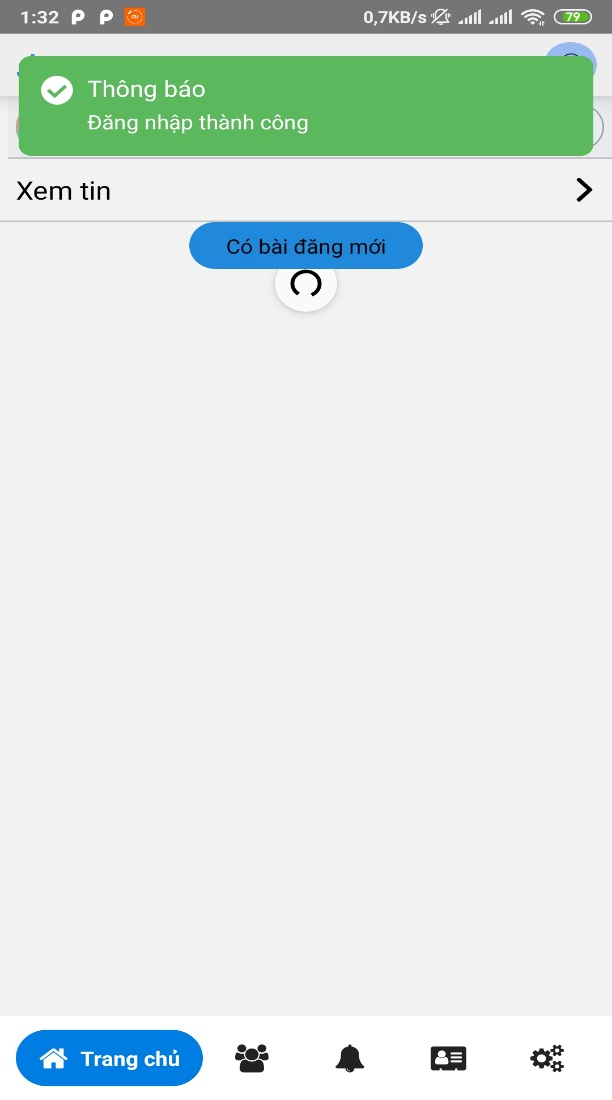 1:32
0,7KB/s
79
Thông báo
Đăng nhập thành công
Xem tin
Có bài đăng mới
Trang chủ